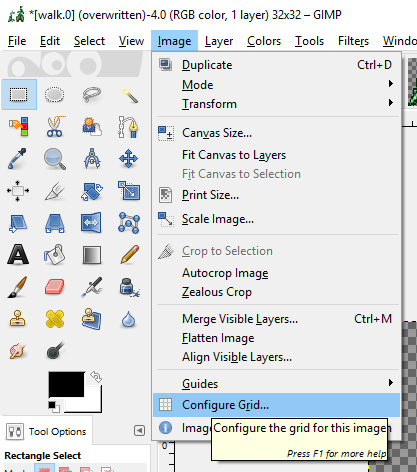 *[walk.0] (overwritten)-4.0 (RGB color, 1 layer) 32x32 – GIMP
File Edit Select View Image Layer Colors Tools Filters Windo
Duplicate Ctrl+D
Mode
Transform
Canvas Size...
Fit Canvas to Layers
Fit Canvas to Selection
Print Size...
Scale Image...
Crop to Selection
Autocrop Image
Zealous Crop
Merge Visible Layers... Ctrl+M
Flatten Image
Align Visible Layers...
Guides
Configure Grid...
Imag
Configure the grid for this image
Press F1 for more help
Tool Options
Rectangle Select
Mode:
0